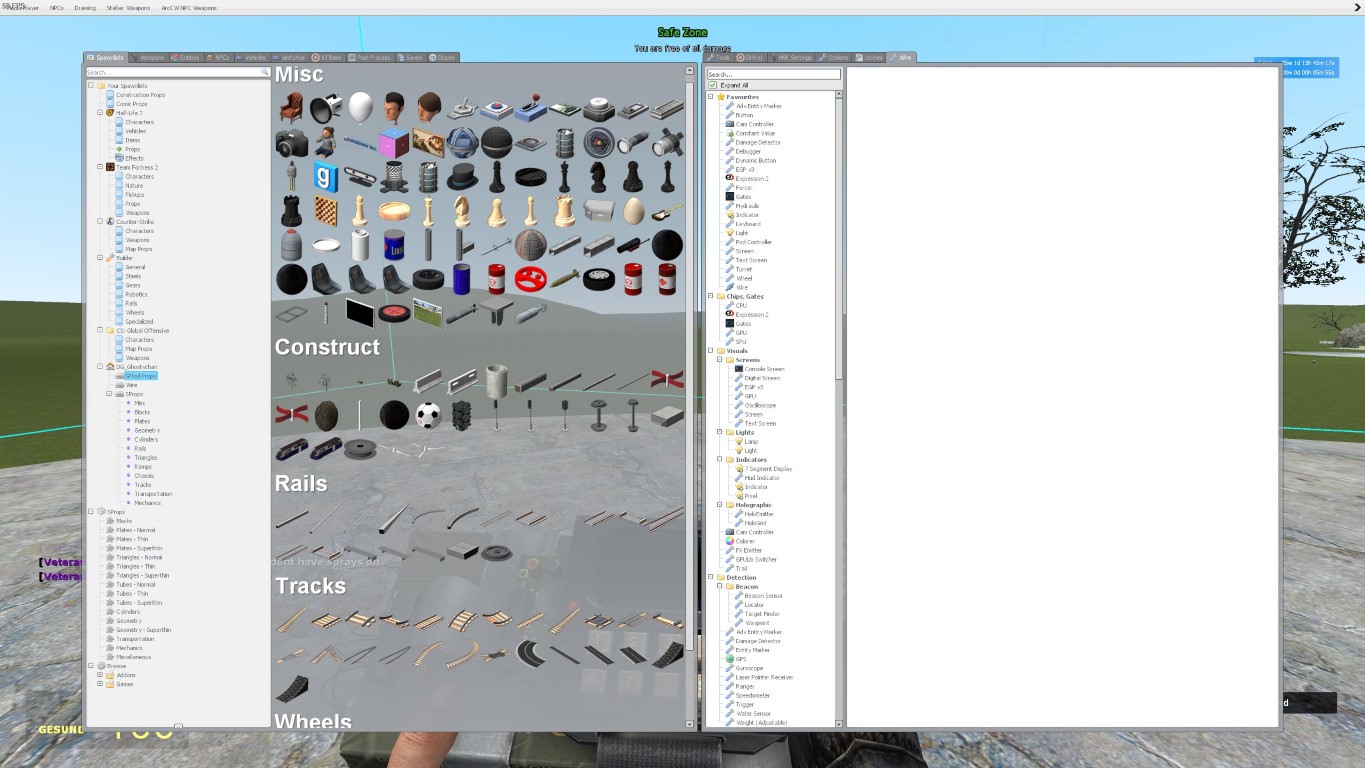 NPCs
Drawing
Stalker Weapons
ArcCW NPC Weapons
Safe Zone
You are free of all damage
Spawnlists
Weapons
Entities
NPCs
Vehicles
simfphys
VJ Base
Post Process
Saves
Dupes
Search...
Your Spawnlists
Construction Props
Comic Props
Half-Life 2
Characters
Vehicles
Items
Props
Effects
Team Fortress 2
Characters
Nature
Pickups
Props
Weapons
Counter-Strike
Characters
Weapons
Map Props
Builder
General
Steels
Gears
Robotics
Rails
Wheels
Specialized
CS: Global Offensive
Characters
Map Props
Weapons
DG_Ghostychan
GMod Props
Wire
SProps
Misc
Blocks
Plates
Geometry
Cylinders
Rails
Triangles
Ramps
Chassis
Tracks
Transportation
Mechanics
SProps
Blocks
Plates - Normal
Plates - Thin
Plates - Superthin
Triangles - Normal
Triangles - Thin
Triangles - Superthin
Tubes - Normal
Tubes - Thin
Tubes - Superthin
Cylinders
Geometry
Geometry - Superthin
Transportation
Mechanics
Miscellaneous
Browse
Addons
Games
Misc
Construct
Rails
dont have sprays on
Tracks
Wheels
Tools
Options
Utilities
Wire
Search...
Expand All
Favourites
Adv Entity Marker
Button
Cam Controller
Constant Value
Damage Detector
Debugger
Dynamic Button
EGP v3
Expression 2
Forcer
Gates
Hydraulic
Indicator
Keyboard
Light
Pod Controller
Screen
Text Screen
Turret
Wheel
Wire
Chips, Gates
CPU
Expression 2
Gates
GPU
SPU
Visuals
Screens
Console Screen
Digital Screen
EGP v3
GPU
Oscilloscope
Screen
Text Screen
Lights
Lamp
Light
Indicators
7 Segment Display
Hud Indicator
Indicator
Pixel
Holographic
HoloEmitter
HoloGrid
Cam Controller
Colorer
FX Emitter
GPULib Switcher
Trail
Detection
Beacon
Beacon Sensor
Locator
Target Finder
Waypoint
Adv Entity Marker
Damage Detector
Entity Marker
GPS
Gyroscope
Laser Pointer Receiver
Ranger
Speedometer
Trigger
Water Sensor
Weight (Adjustable)
[Vetera
[Vetera
GESUND